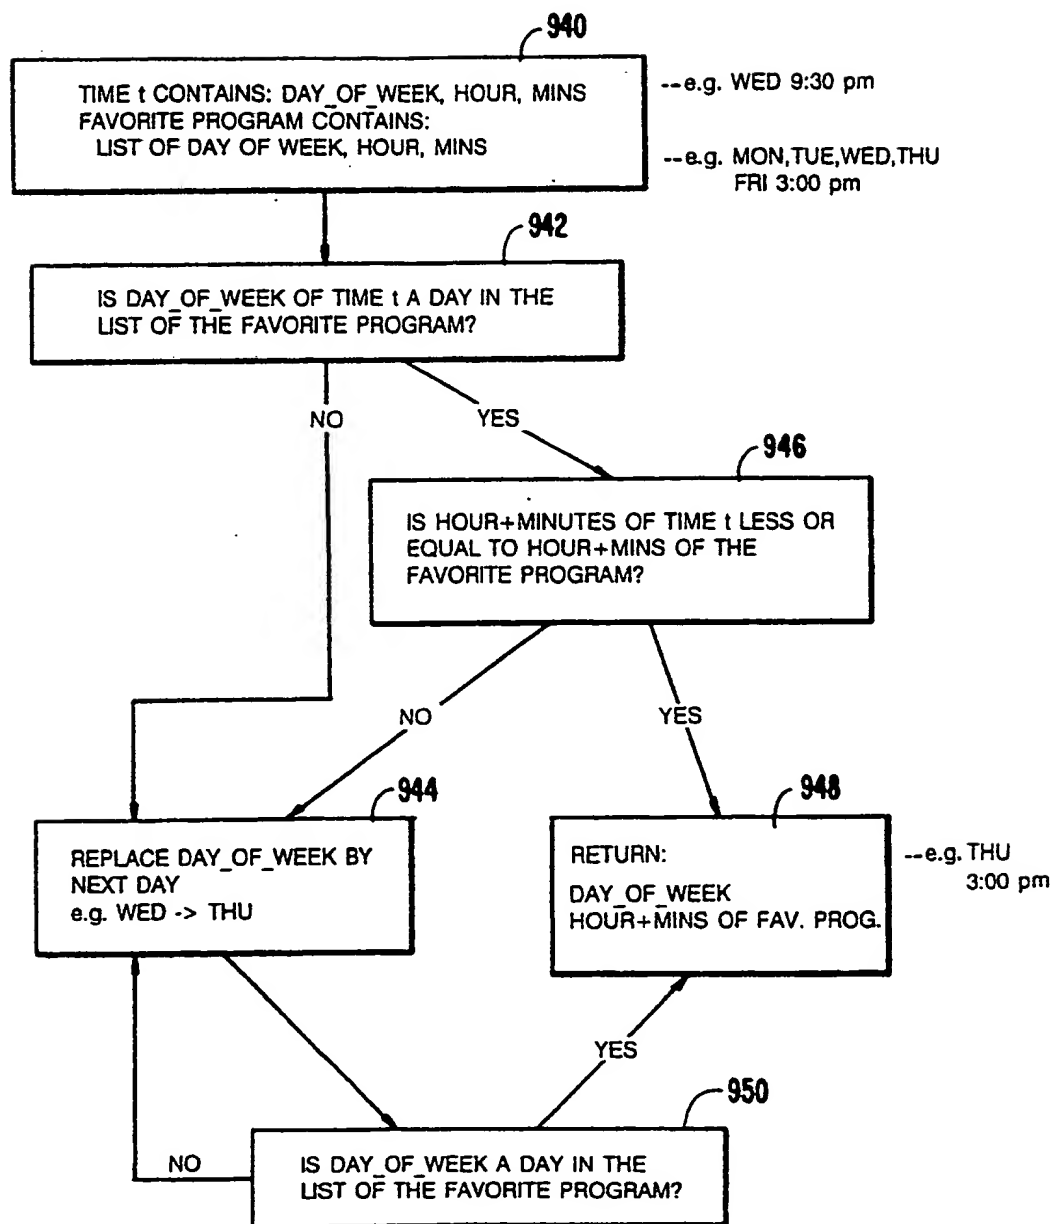 940
TIME t CONTAINS: DAY_OF_WEEK, HOUR, MINS
FAVORITE PROGRAM CONTAINS:
LIST OF DAY OF WEEK, HOUR, MINS
--e.g. WED 9:30 pm
--e.g. MON,TUE,WED,THU
FRI 3:00 pm
942
IS DAY_OF_WEEK OF TIME t A DAY IN THE
LIST OF THE FAVORITE PROGRAM?
NO
YES
946
IS HOUR+MINUTES OF TIME t LESS OR
EQUAL TO HOUR+MINS OF THE
FAVORITE PROGRAM?
NO
YES
944
REPLACE DAY_OF_WEEK BY
NEXT DAY
e.g. WED -> THU
948
RETURN:
DAY_OF_WEEK
HOUR+MINS OF FAV. PROG.
--e.g. THU
3:00 pm
YES
950
NO
IS DAY_OF_WEEK A DAY IN THE
LIST OF THE FAVORITE PROGRAM?